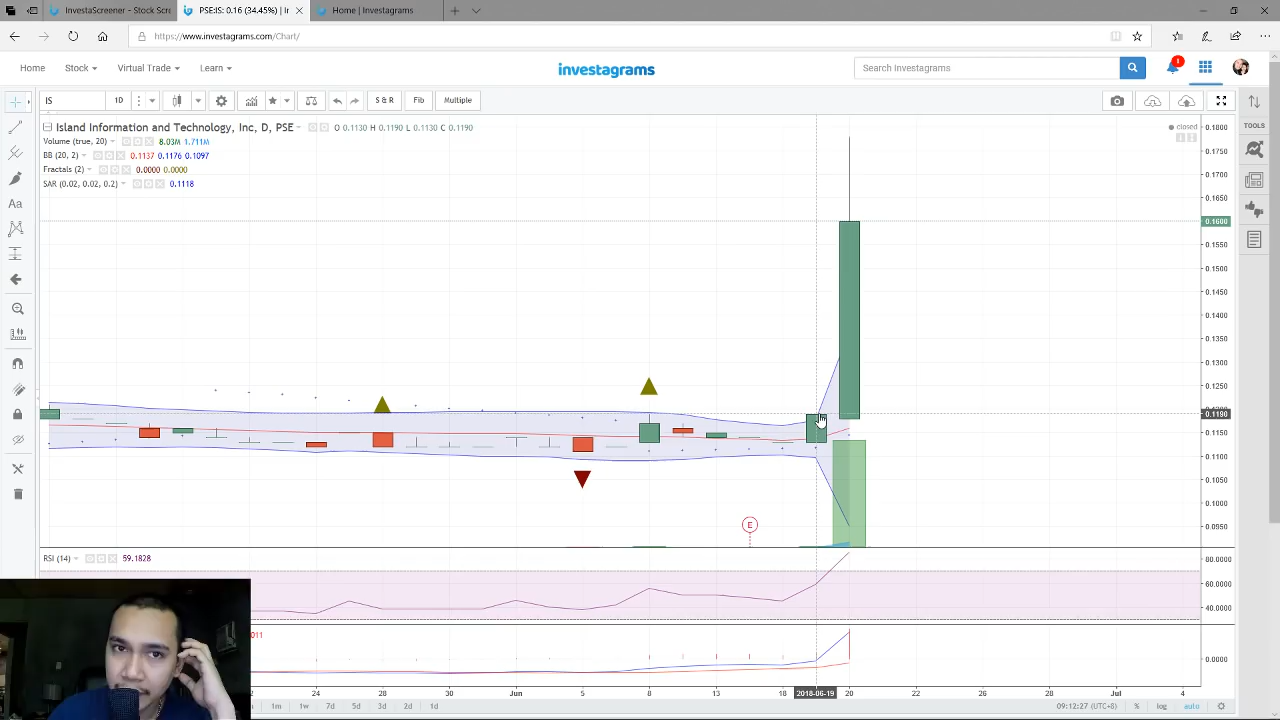 InvestaScreener - Stock Scre
PSE:IS: 0.16 (34.45%) | Ir
Home | Investagrams
https://www.investagrams.com/Chart/
Home
Stock
Virtual Trade
Learn
investagrams
Search Investagrams
1
IS
1D
S & R
Fib
Multiple
TOOLS
Island Information and Technology, Inc, D, PSE
O 0.1130 H 0.1190 L 0.1130 C 0.1190
Volume (true, 20) 8.03M 1.711M
BB (20, 2) 0.1137 0.1176 0.1097
Fractals (2) 0.0000 0.0000
SAR (0.02, 0.02, 0.2) 0.1118
closed
Aa
0.1800
0.1750
0.1700
0.1650
0.1600
0.1550
0.1500
0.1450
0.1400
0.1350
0.1300
0.1250
0.1190
0.1150
0.1100
0.1050
0.1000
0.0950
E
RSI (14) 59.1828
80.0000
60.0000
40.0000
011
0.0000
2
24
28
30
Jun
5
8
13
18
2018-06-19
20
22
26
28
Jul
4
1m
1w
7d
5d
3d
2d
1d
09:12:27 (UTC+8)
%
log
auto